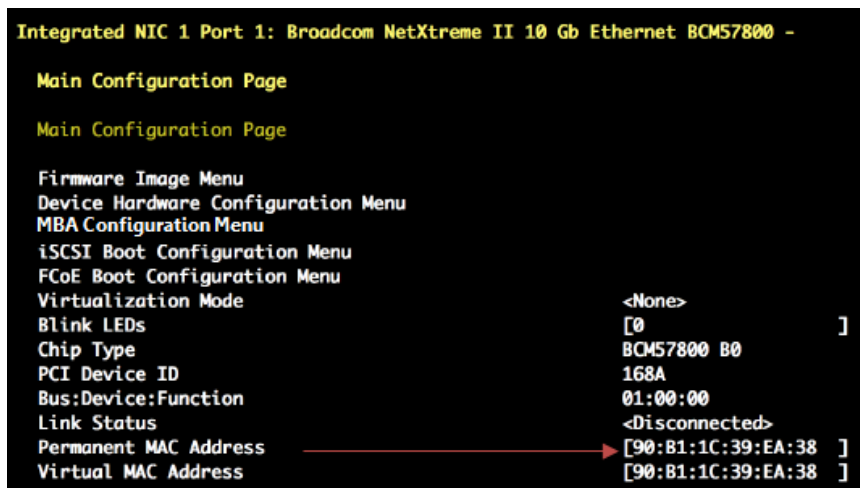 Integrated NIC 1 Port 1: Broadcom NetXtreme II 10 Gb Ethernet BCM57800 -
Main Configuration Page
Main Configuration Page
Firmware Image Menu
Device Hardware Configuration Menu
MBA Configuration Menu
iSCSI Boot Configuration Menu
FCoE Boot Configuration Menu
Virtualization Mode <None>
Blink LEDs [0 ]
Chip Type BCM57800 B0
PCI Device ID 168A
Bus:Device:Function 01:00:00
Link Status <Disconnected>
Permanent MAC Address [90:B1:1C:39:EA:38 ]
Virtual MAC Address [90:B1:1C:39:EA:38 ]